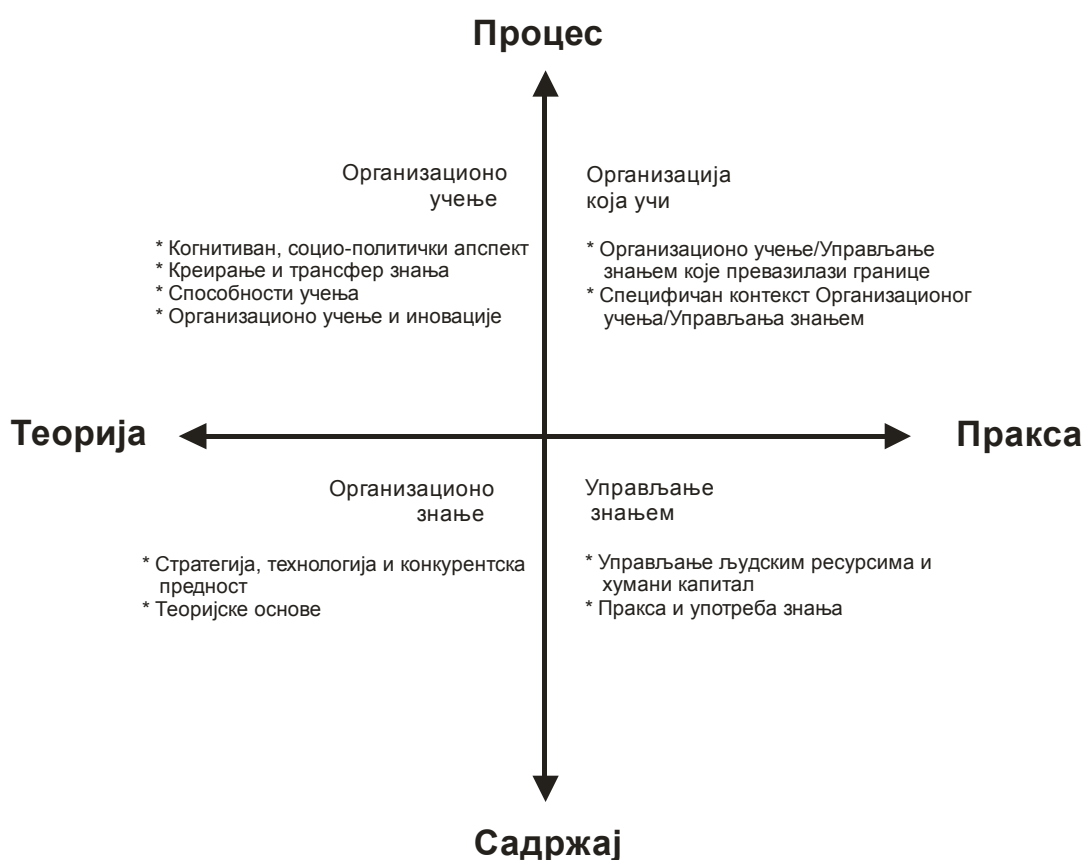 Процес
Организационо
учење
* Когнитиван, социо-политички апспект
* Креирање и трансфер знања
* Способности учења
* Организационо учење и иновације
Организација
која учи
* Организационо учење/Управљање
знањем које превазилази границе
* Специфичан контекст Организационог
учења/Управљања знањем
Теорија
Пракса
Организационо
знање
* Стратегија, технологија и конкурентска
предност
* Теоријске основе
Управљање
знањем
* Управљање људским ресурсима и
хумани капитал
* Пракса и употреба знања
Садржај